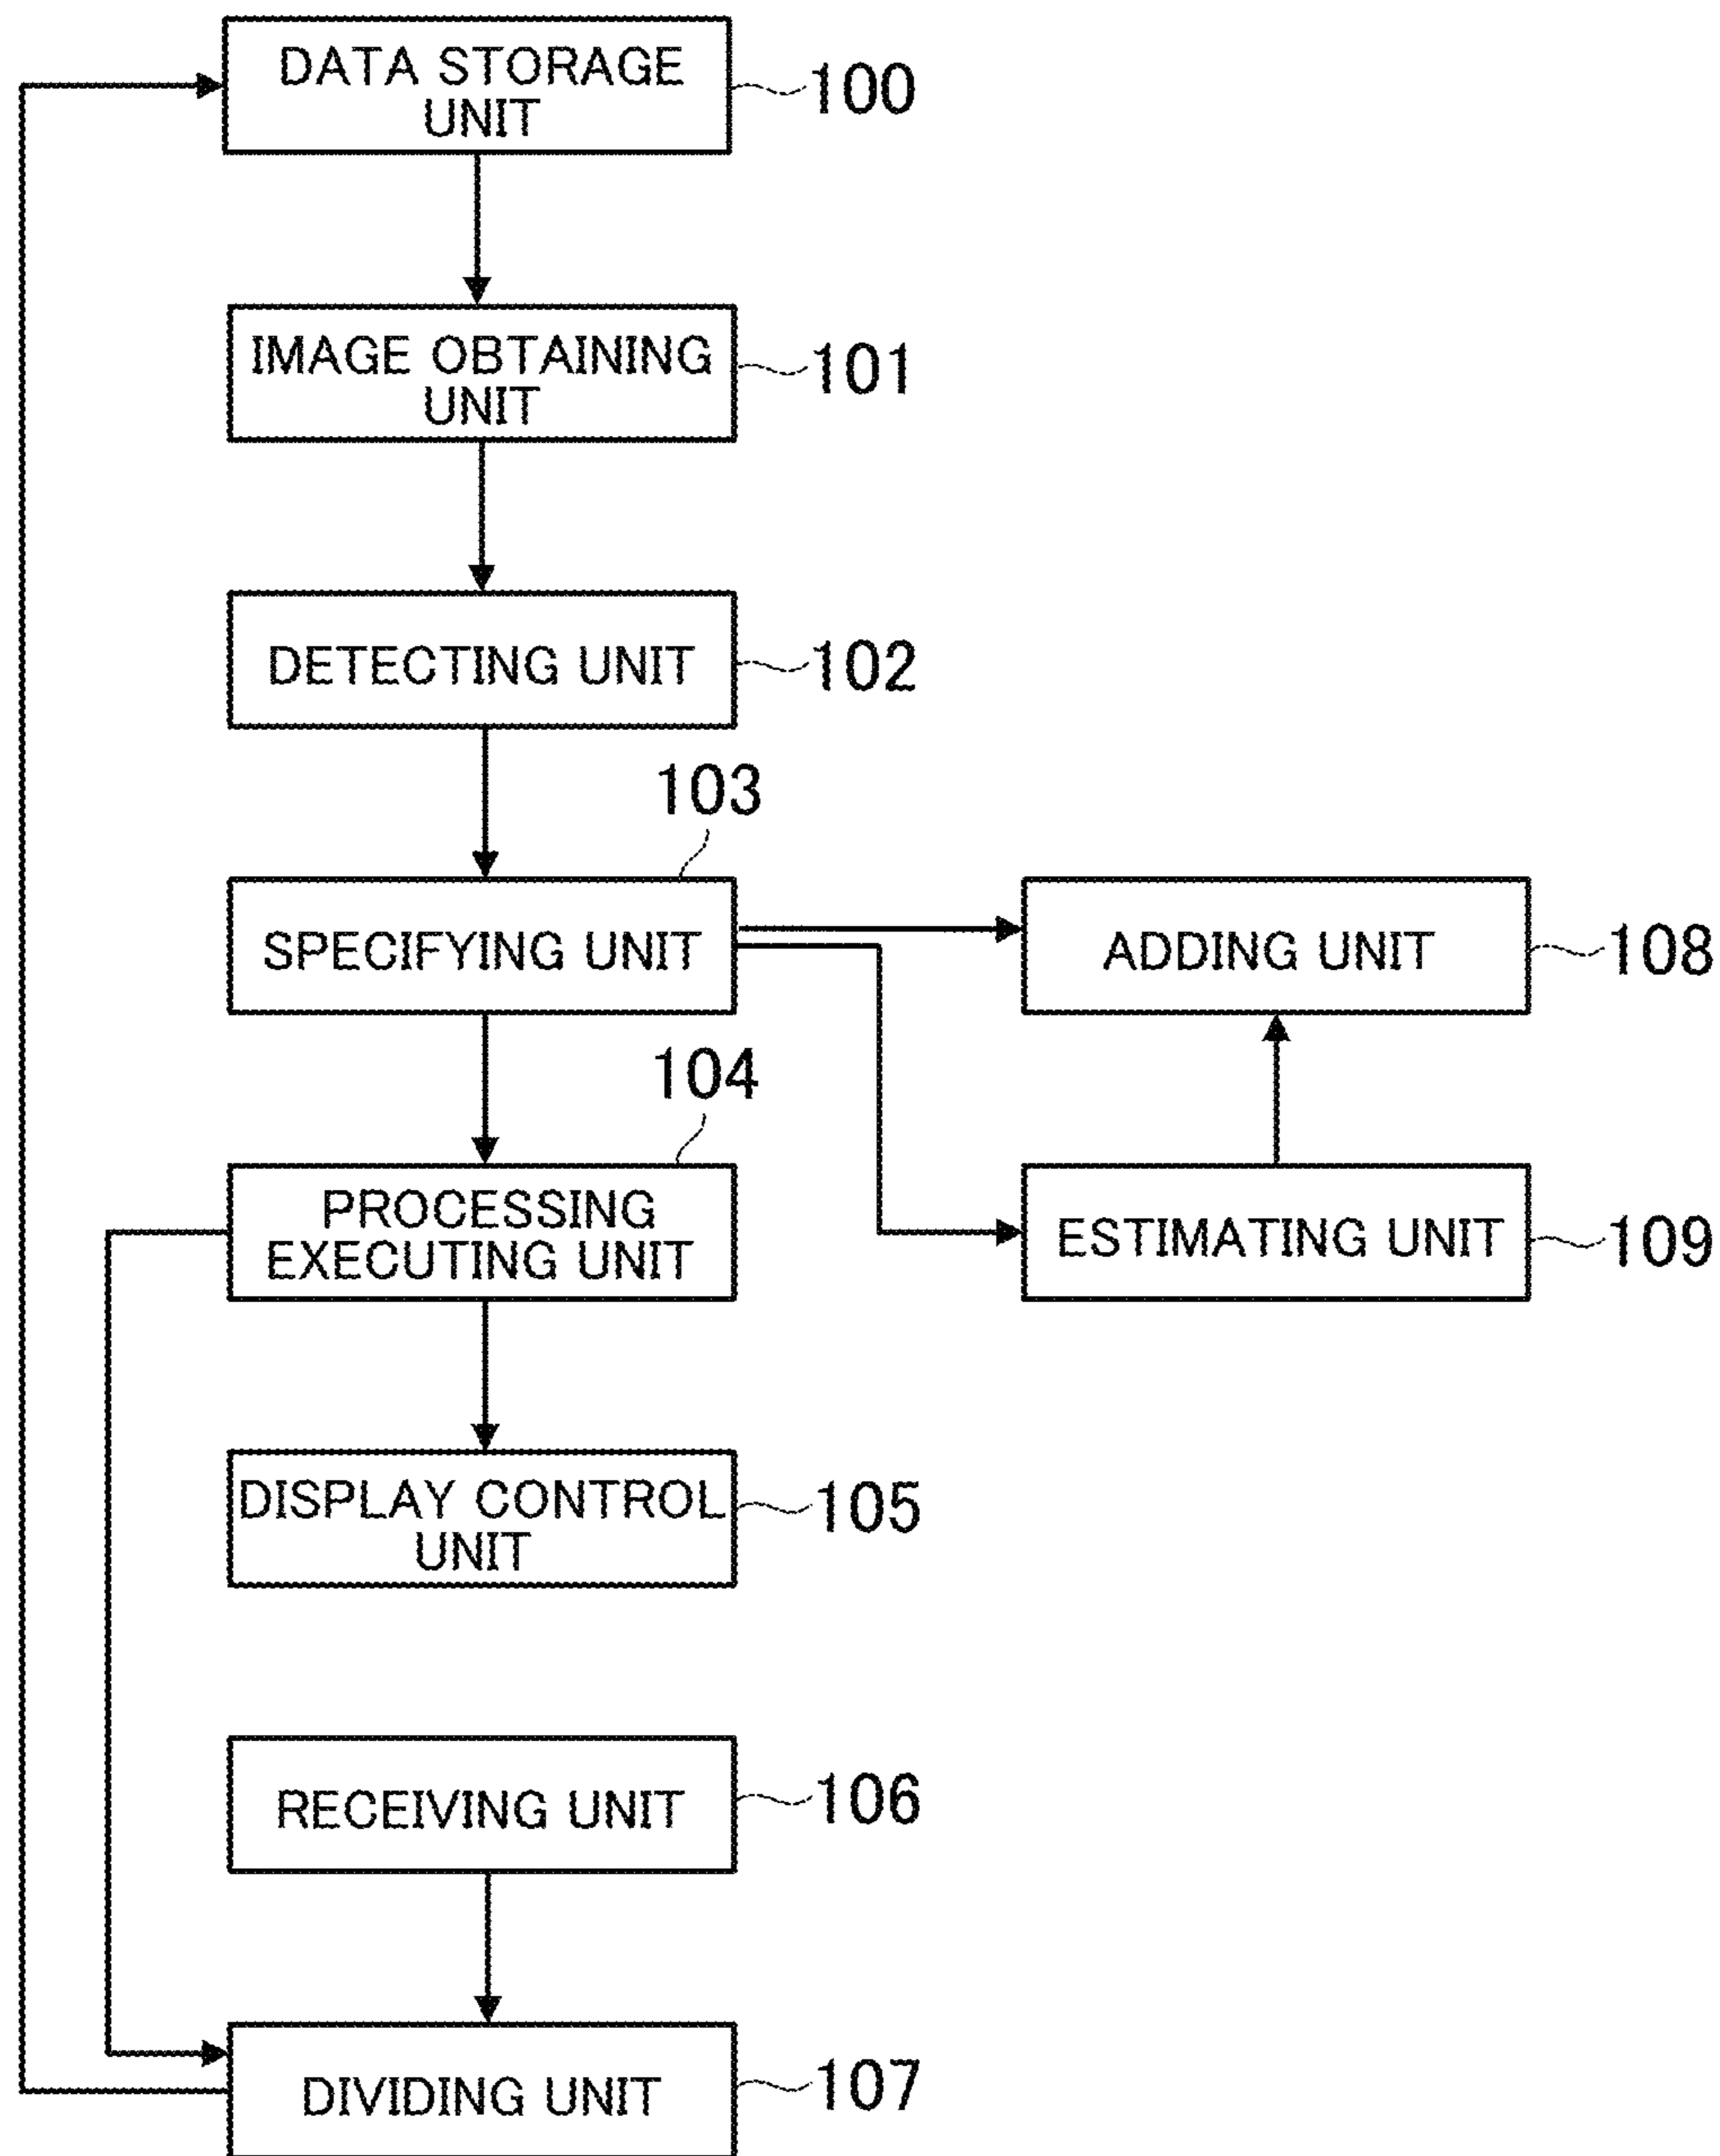 DATA STORAGE
UNIT
100
IMAGE OBTAINING
UNIT
101
DETECTING UNIT
102
103
SPECIFYING UNIT
ADDING UNIT
108
104
PROCESSING
EXECUTING UNIT
ESTIMATING UNIT
109
DISPLAY CONTROL
UNIT
105
RECEIVING UNIT
106
DIVIDING UNIT
107